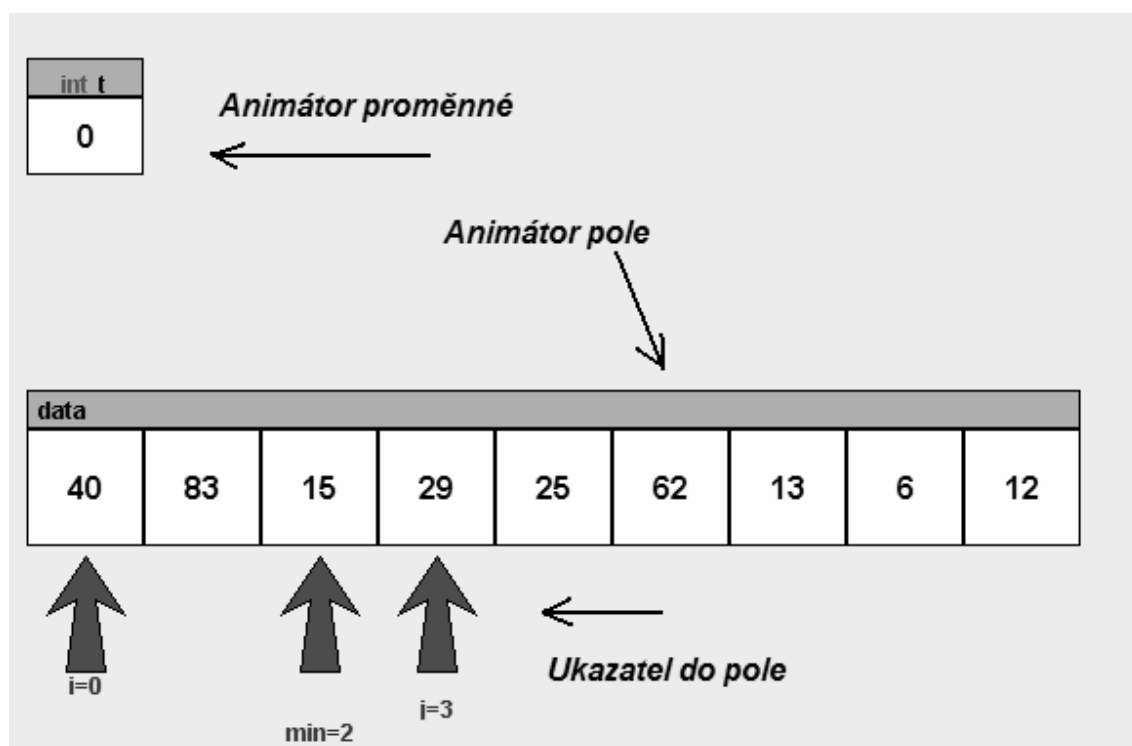 int t
0
Animátor proměnné
Animátor pole
data
40 83 15 29 25 62 13 6 12
i=0
min=2
j=3
Ukazatel do pole